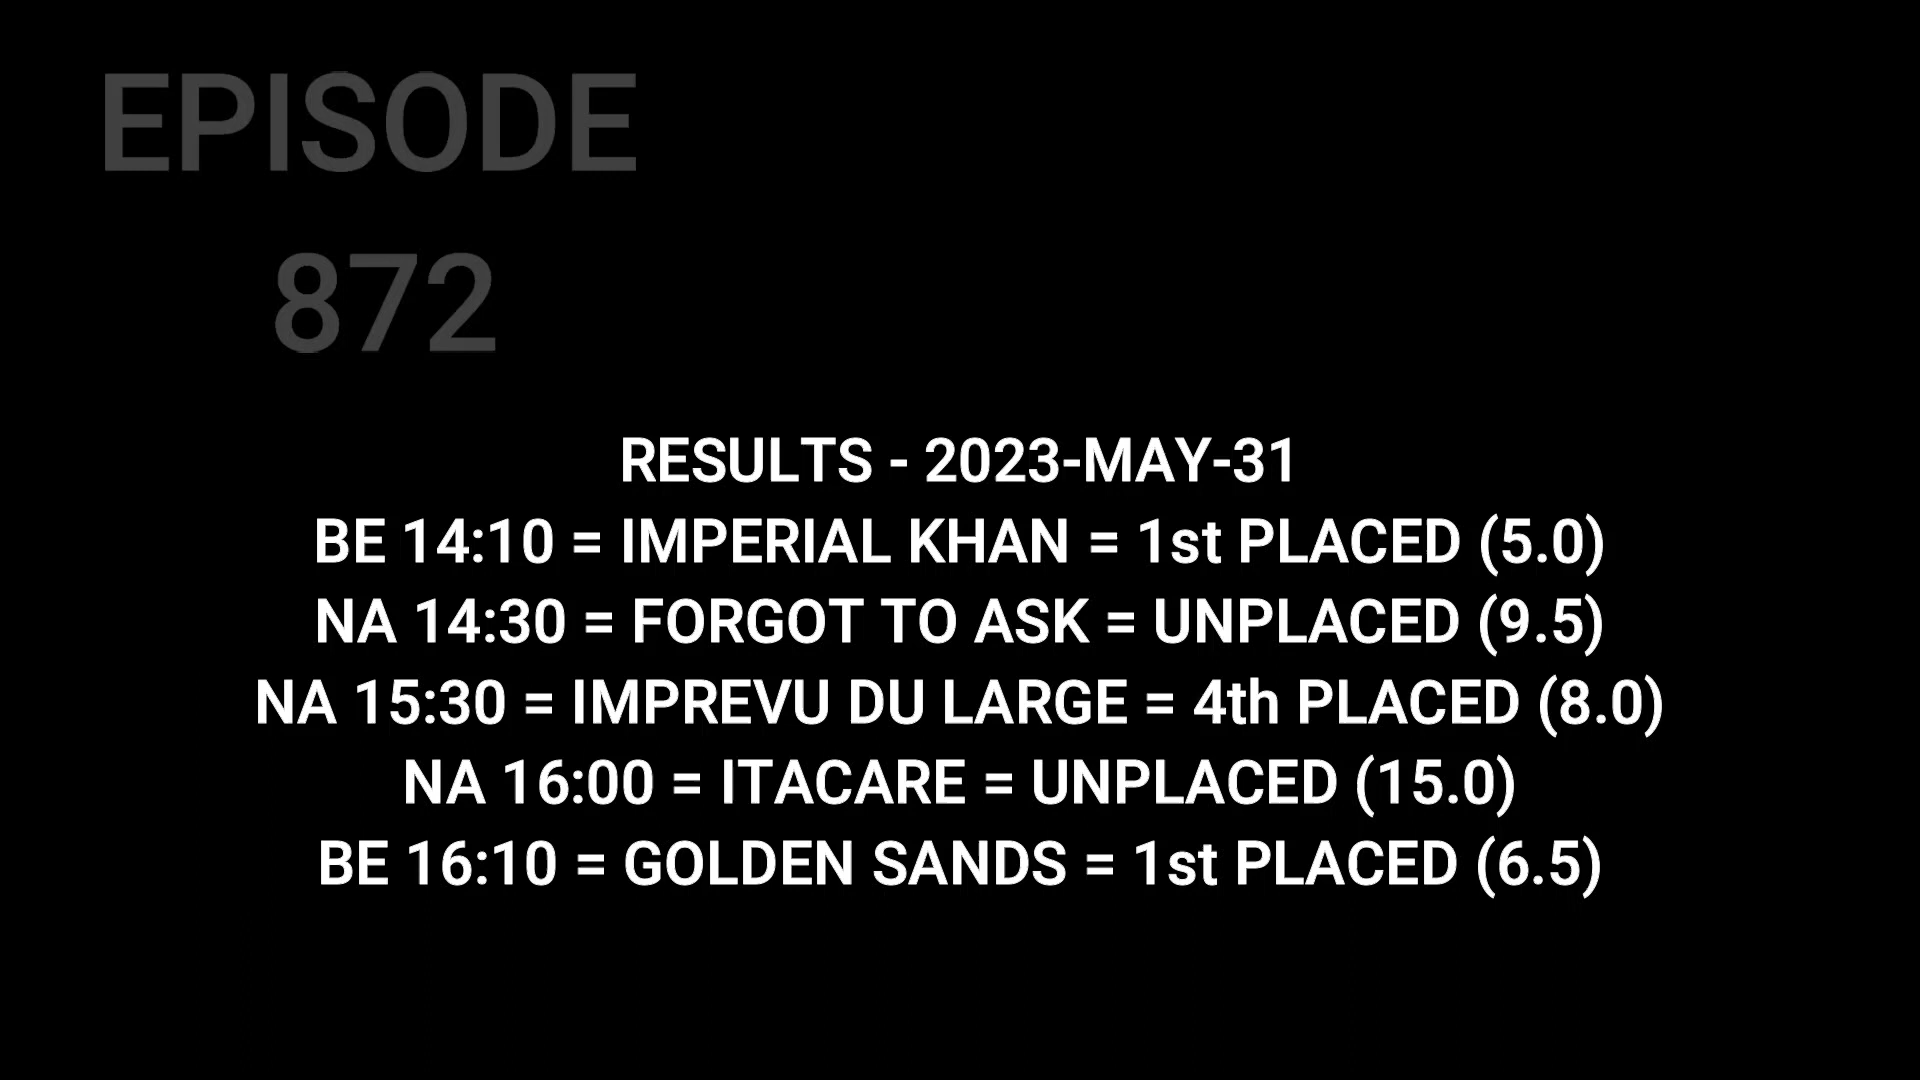 EPISODE
872
RESULTS - 2023-MAY-31
BE 14:10 = IMPERIAL KHAN = 1st PLACED (5.0)
NA 14:30 = FORGOT TO ASK = UNPLACED (9.5)
NA 15:30 = IMPREVU DU LARGE = 4th PLACED (8.0)
NA 16:00 = ITACARE = UNPLACED (15.0)
BE 16:10 = GOLDEN SANDS = 1st PLACED (6.5)